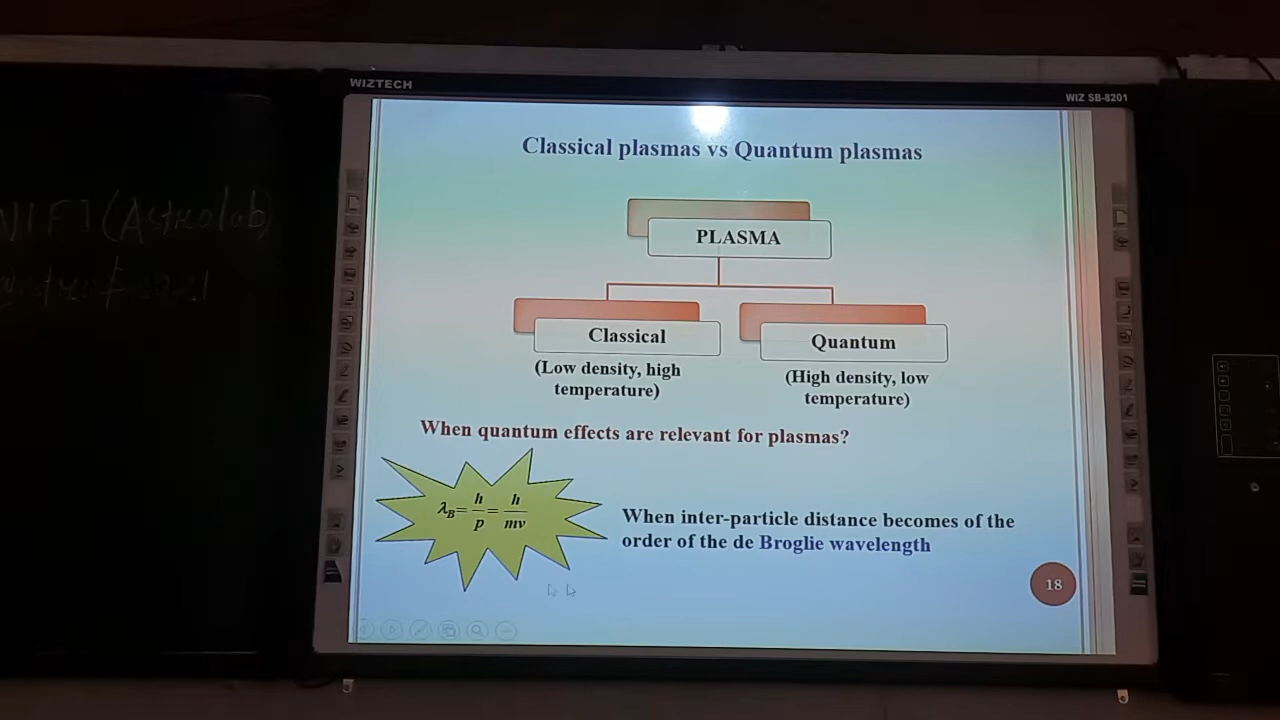 WIZTECH
WIZ SB-8201
Classical plasmas vs Quantum plasmas
PLASMA
Classical
Quantum
(Low density, high
temperature)
(High density, low
temperature)
When quantum effects are relevant for plasmas?
λB= h/p = h/mv
When inter-particle distance becomes of the
order of the de Broglie wavelength
18
(Astrolab)